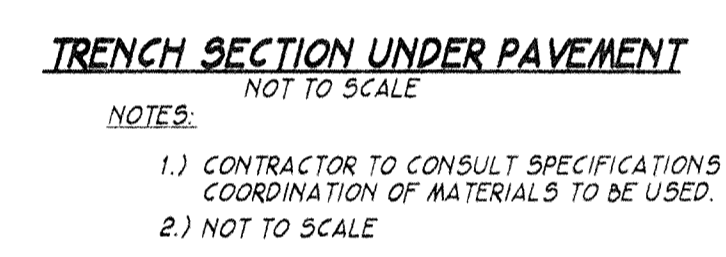 TRENCH SECTION UNDER PAVEMENT
NOT TO SCALE
NOTES:
1.) CONTRACTOR TO CONSULT SPECIFICATIONS
COORDINATION OF MATERIALS TO BE USED.
2.) NOT TO SCALE